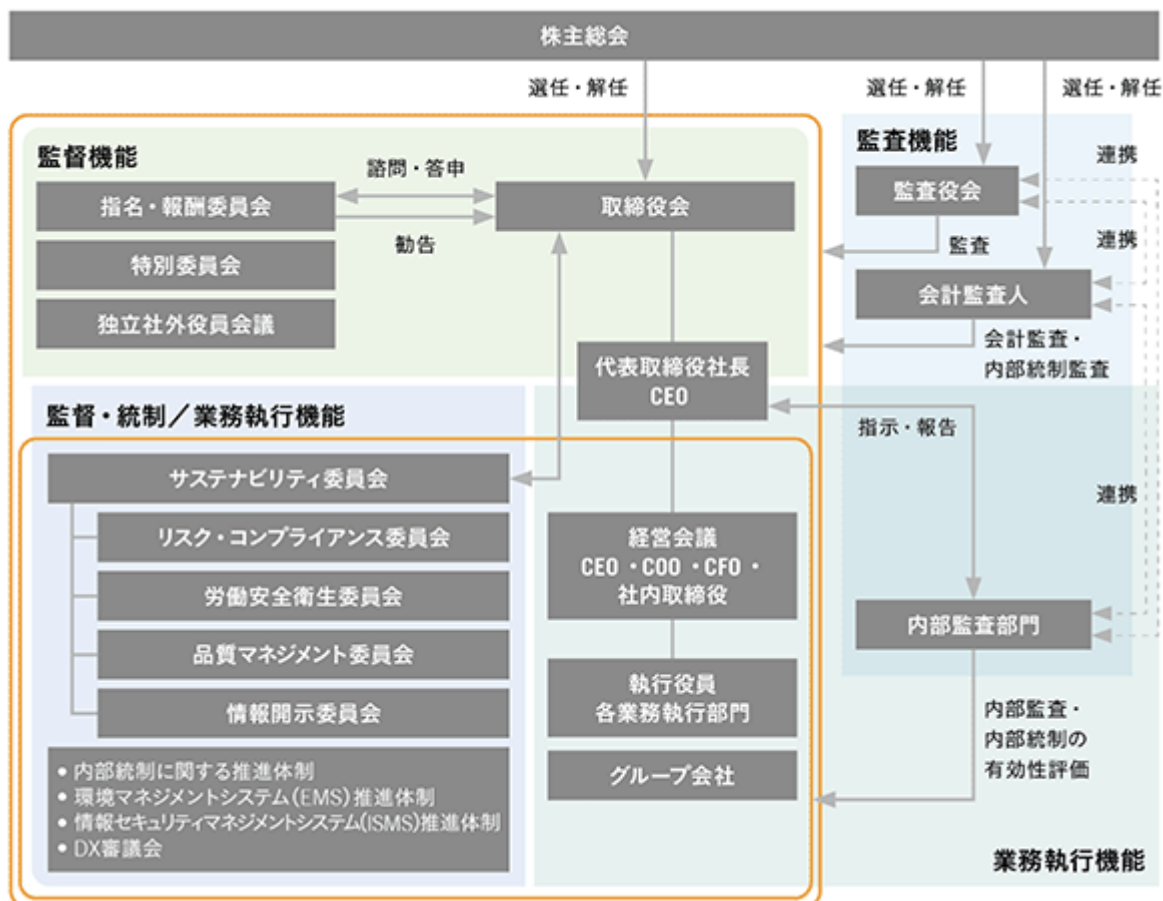 株主総会
選任・解任
選任・解任
選任・解任
監督機能
諮問・答申
指名・報酬委員会
取締役会
勧告
特別委員会
独立社外役員会議
監査機能
連携
監査役会
監査
連携
会計監査人
会計監査・
内部統制監査
代表取締役社長
CEO
指示・報告
監督・統制／業務執行機能
サステナビリティ委員会
リスク・コンプライアンス委員会
労働安全衛生委員会
品質マネジメント委員会
情報開示委員会
• 内部統制に関する推進体制
• 環境マネジメントシステム(EMS)推進体制
• 情報セキュリティマネジメントシステム(ISMS)推進体制
• DX審議会
経営会議
CEO・COO・CFO・
社内取締役
執行役員
各業務執行部門
グループ会社
連携
内部監査部門
内部監査・
内部統制の
有効性評価
業務執行機能